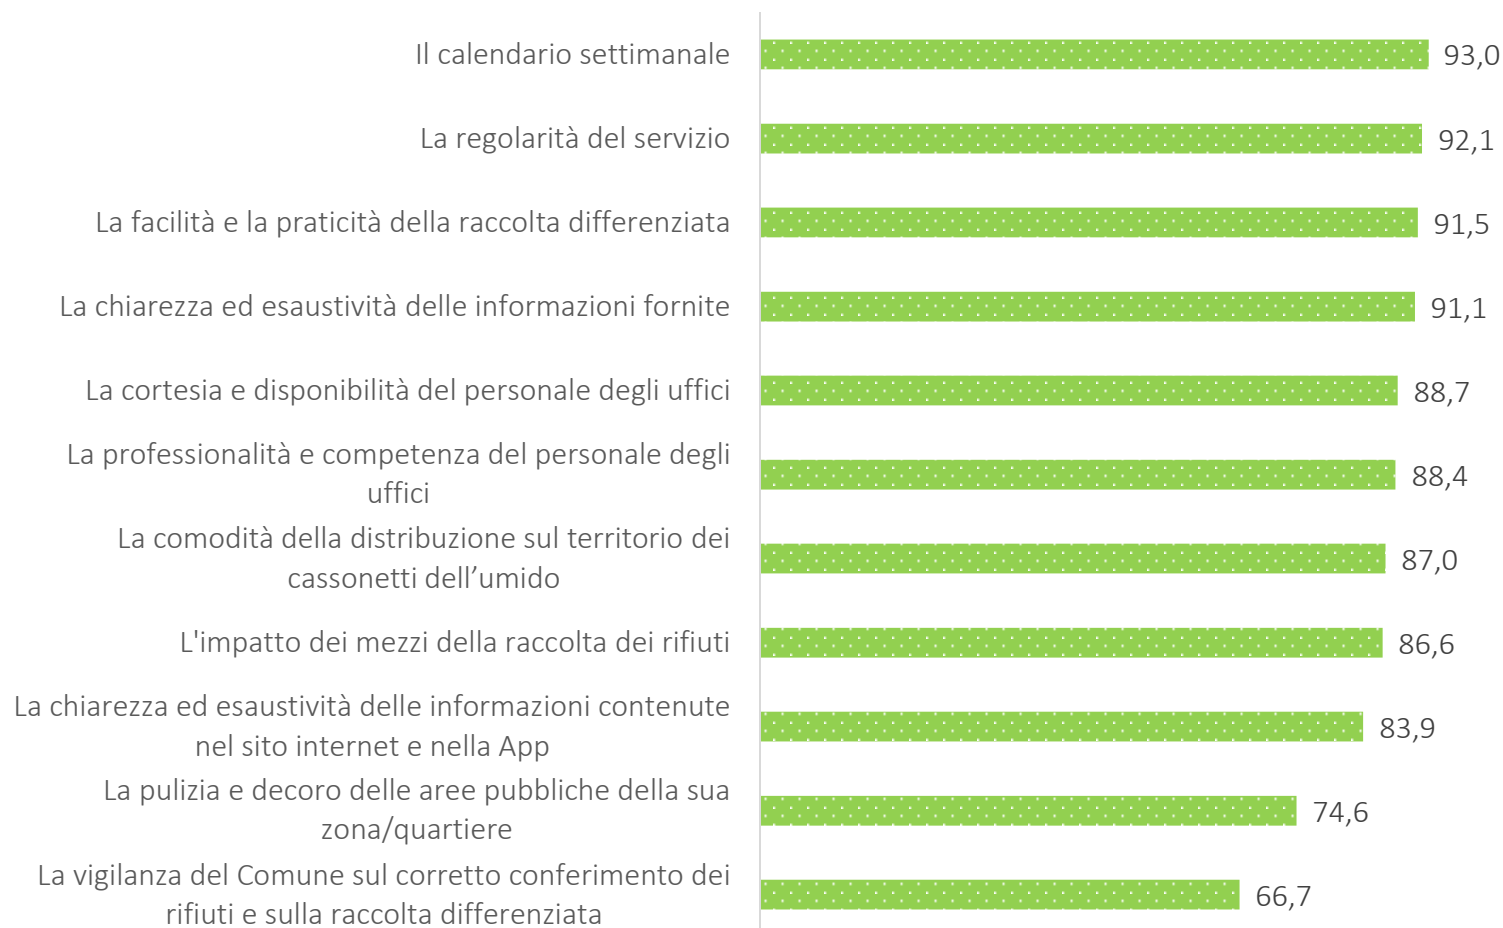 Il calendario settimanale 93,0
La regolarità del servizio 92,1
La facilità e la praticità della raccolta differenziata 91,5
La chiarezza ed esaustività delle informazioni fornite 91,1
La cortesia e disponibilità del personale degli uffici 88,7
La professionalità e competenza del personale degli
uffici 88,4
La comodità della distribuzione sul territorio dei
cassonetti dell’umido 87,0
L'impatto dei mezzi della raccolta dei rifiuti 86,6
La chiarezza ed esaustività delle informazioni contenute
nel sito internet e nella App 83,9
La pulizia e decoro delle aree pubbliche della sua
zona/quartiere 74,6
La vigilanza del Comune sul corretto conferimento dei
rifiuti e sulla raccolta differenziata 66,7